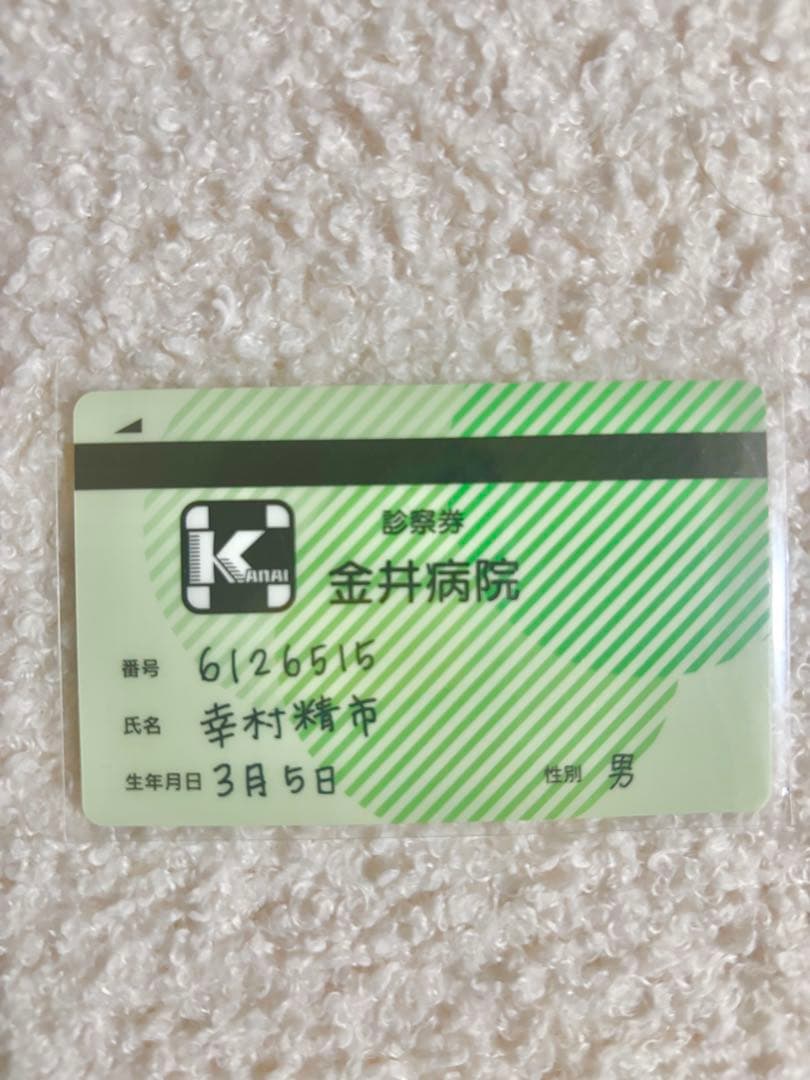 診察券
KANAI
金井病院
番号 6126515
氏名 幸村精市
生年月日 3月5日 性別 男